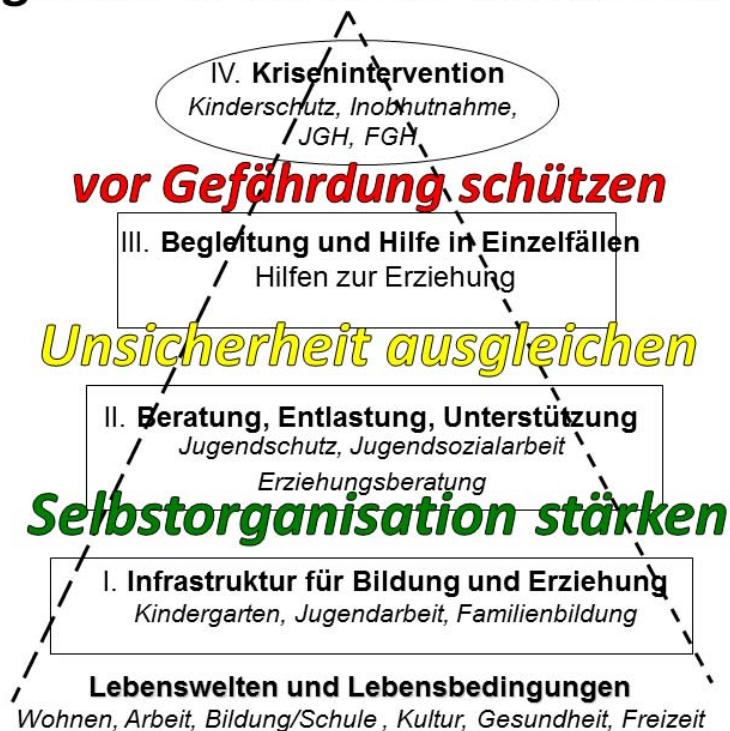 IV. Krisenintervention
Kinderschutz, Inobhutnahme,
JGH, FGH
vor Gefährdung schützen
III. Begleitung und Hilfe in Einzelfällen
Hilfen zur Erziehung
Unsicherheit ausgleichen
II. Beratung, Entlastung, Unterstützung
Jugendschutz, Jugendsozialarbeit
Erziehungsberatung
Selbstorganisation stärken
I. Infrastruktur für Bildung und Erziehung
Kindergarten, Jugendarbeit, Familienbildung
Lebenswelten und Lebensbedingungen
Wohnen, Arbeit, Bildung/Schule , Kultur, Gesundheit, Freizeit